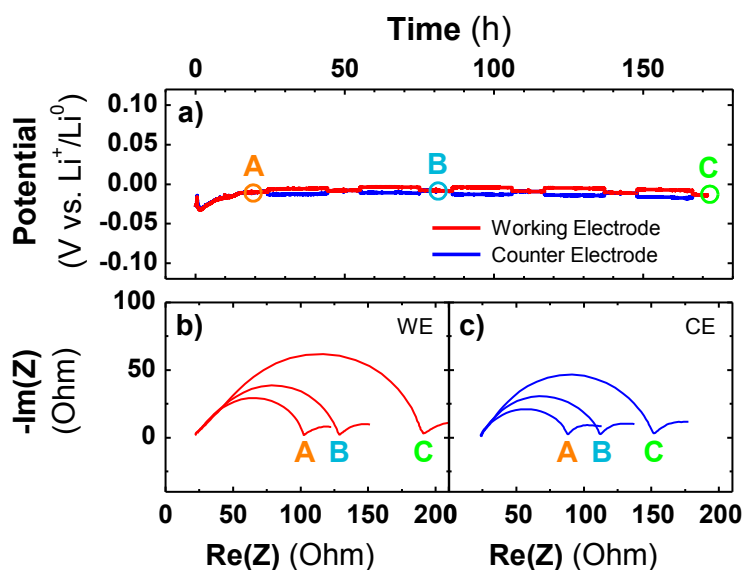 Time (h)
0 50 100 150
Potential
(V vs. Li⁺/Li⁰)
0.10
0.05
0.00
-0.05
-0.10
a)
A
B
C
Working Electrode
Counter Electrode
-Im(Z)
(Ohm)
100
50
0
b) WE
A B C
c) CE
A B C
0 50 100 150 200
50 100 150 200
Re(Z) (Ohm) Re(Z) (Ohm)